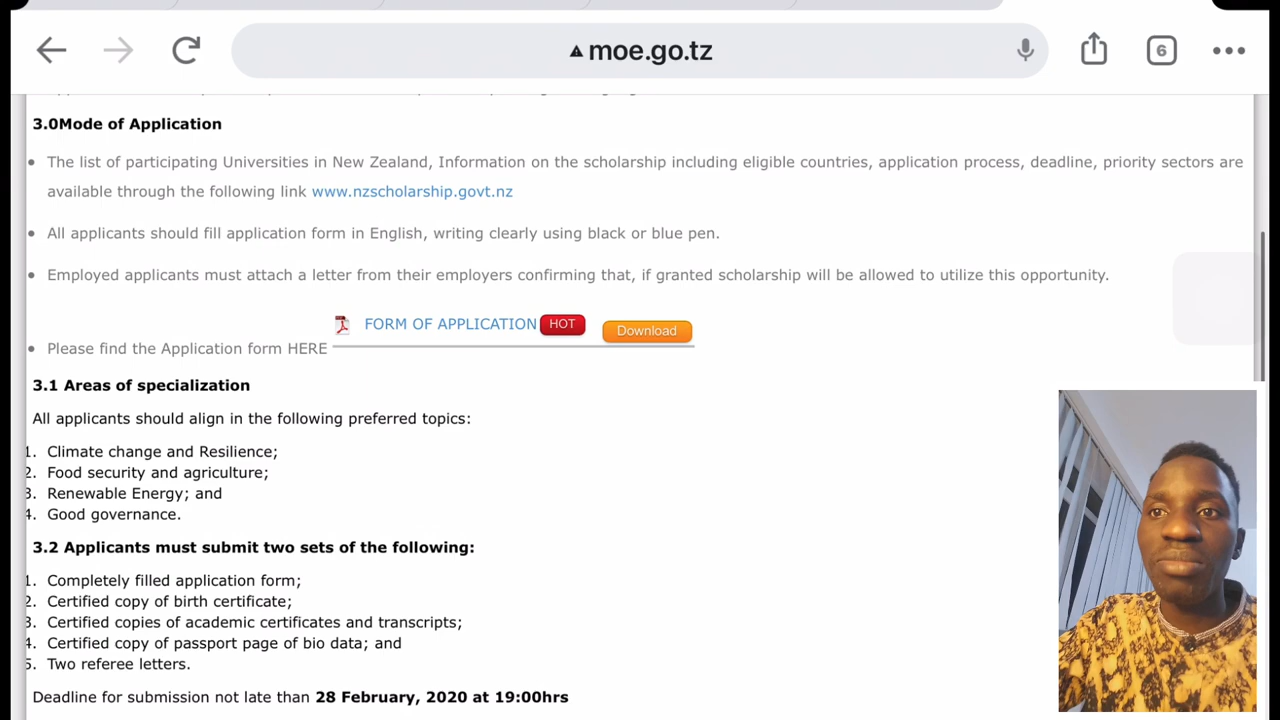 moe.go.tz
6
3.0Mode of Application
• The list of participating Universities in New Zealand, Information on the scholarship including eligible countries, application process, deadline, priority sectors are
available through the following link www.nzscholarship.govt.nz
• All applicants should fill application form in English, writing clearly using black or blue pen.
• Employed applicants must attach a letter from their employers confirming that, if granted scholarship will be allowed to utilize this opportunity.
FORM OF APPLICATION HOT Download
• Please find the Application form HERE
3.1 Areas of specialization
All applicants should align in the following preferred topics:
1. Climate change and Resilience;
2. Food security and agriculture;
3. Renewable Energy; and
4. Good governance.
3.2 Applicants must submit two sets of the following:
1. Completely filled application form;
2. Certified copy of birth certificate;
3. Certified copies of academic certificates and transcripts;
4. Certified copy of passport page of bio data; and
5. Two referee letters.
Deadline for submission not late than 28 February, 2020 at 19:00hrs